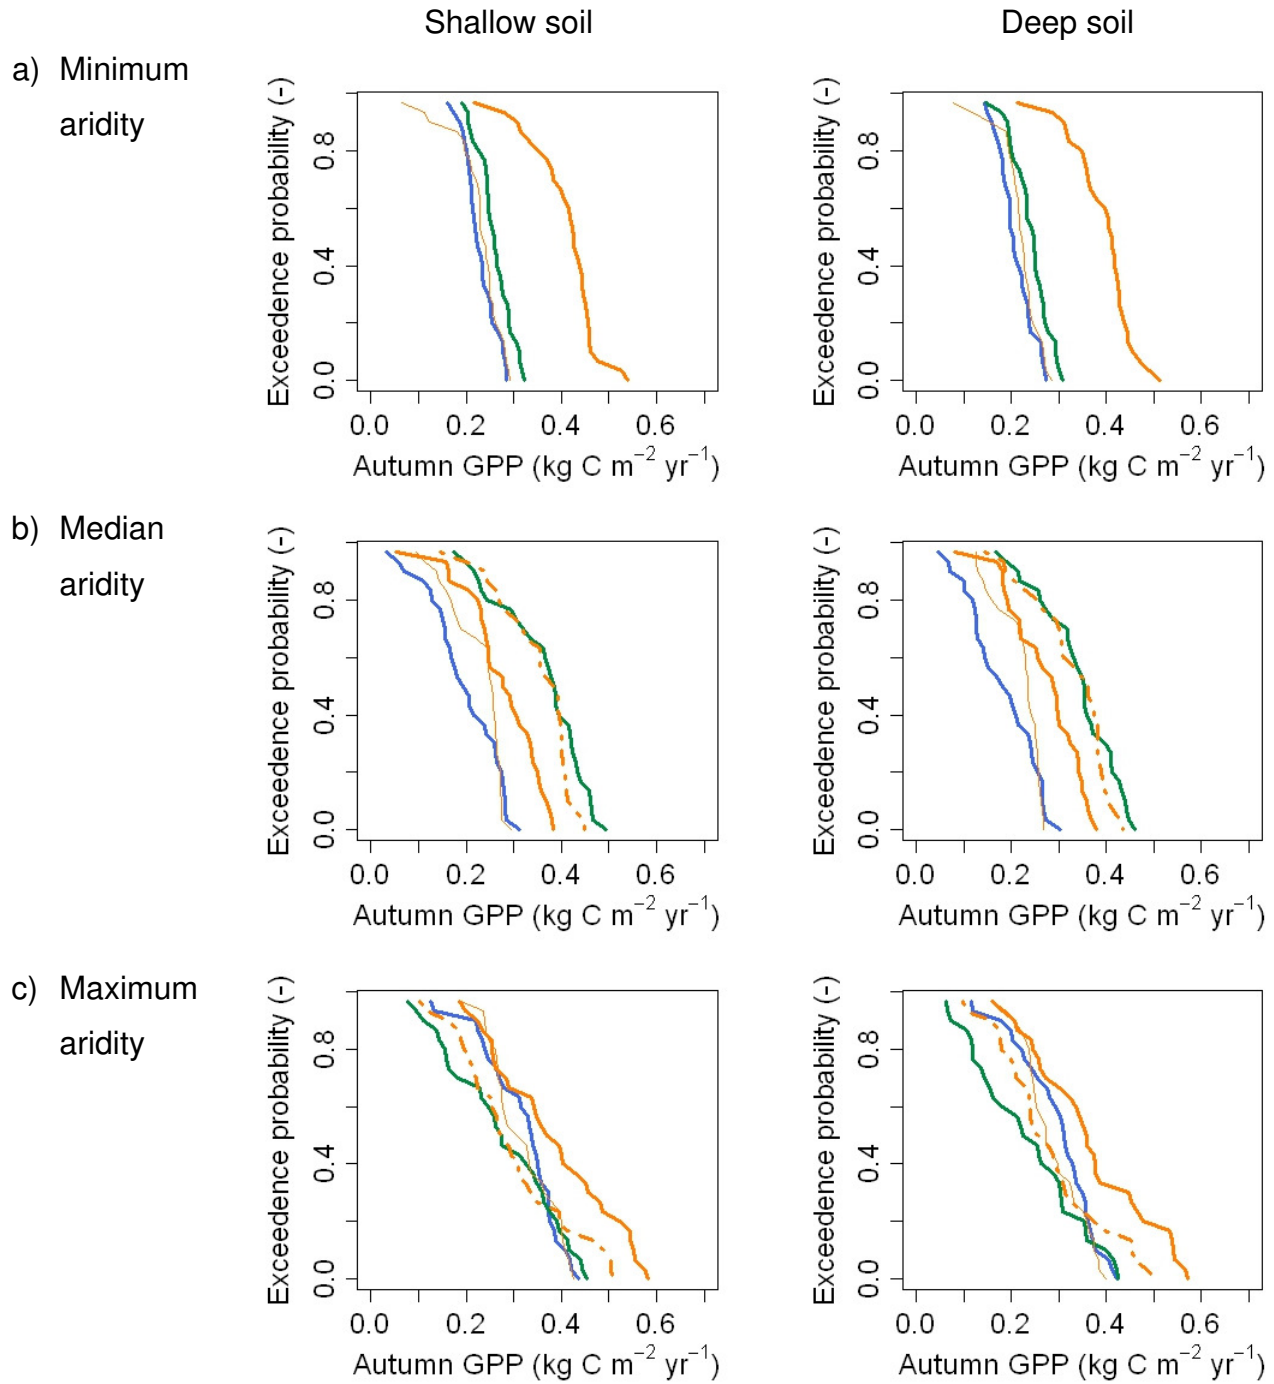 Shallow soil Deep soil
a) Minimum
aridity
Exceedence probability (-)
0.0 0.4 0.8
0.0 0.2 0.4 0.6
Autumn GPP (kg C m⁻² yr⁻¹)
Exceedence probability (-)
0.0 0.4 0.8
0.0 0.2 0.4 0.6
Autumn GPP (kg C m⁻² yr⁻¹)
b) Median
aridity
Exceedence probability (-)
0.0 0.4 0.8
0.0 0.2 0.4 0.6
Autumn GPP (kg C m⁻² yr⁻¹)
Exceedence probability (-)
0.0 0.4 0.8
0.0 0.2 0.4 0.6
Autumn GPP (kg C m⁻² yr⁻¹)
c) Maximum
aridity
Exceedence probability (-)
0.0 0.4 0.8
0.0 0.2 0.4 0.6
Autumn GPP (kg C m⁻² yr⁻¹)
Exceedence probability (-)
0.0 0.4 0.8
0.0 0.2 0.4 0.6
Autumn GPP (kg C m⁻² yr⁻¹)